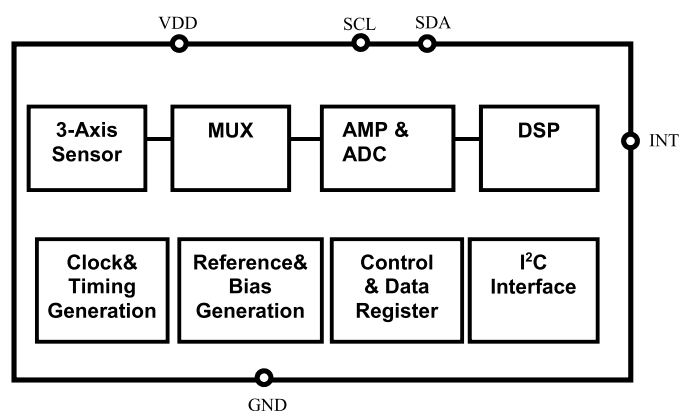 VDD
SCL
SDA
3-Axis
Sensor
MUX
AMP &
ADC
DSP
INT
Clock&
Timing
Generation
Reference&
Bias
Generation
Control
& Data
Register
I²C
Interface
GND